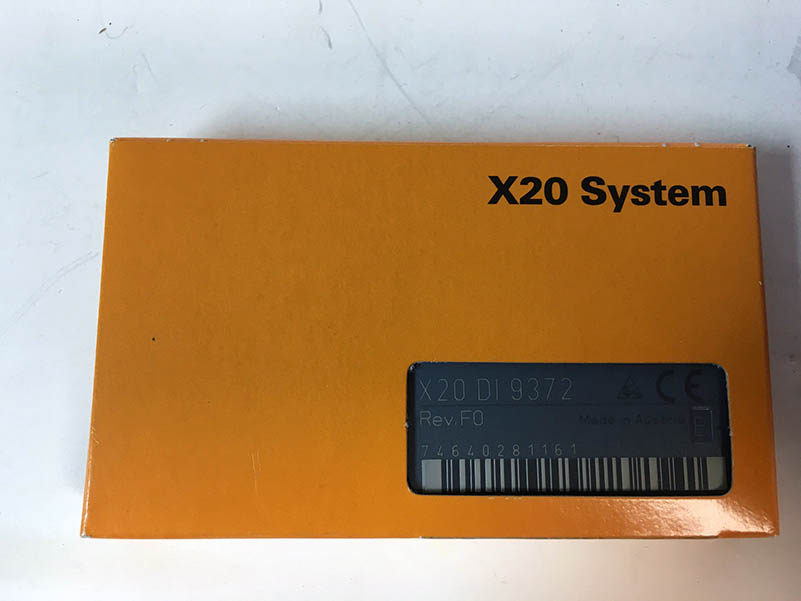 X20 System
X20 DI 9372
CE
Rev.F0
Made in Austria
E
74640281161